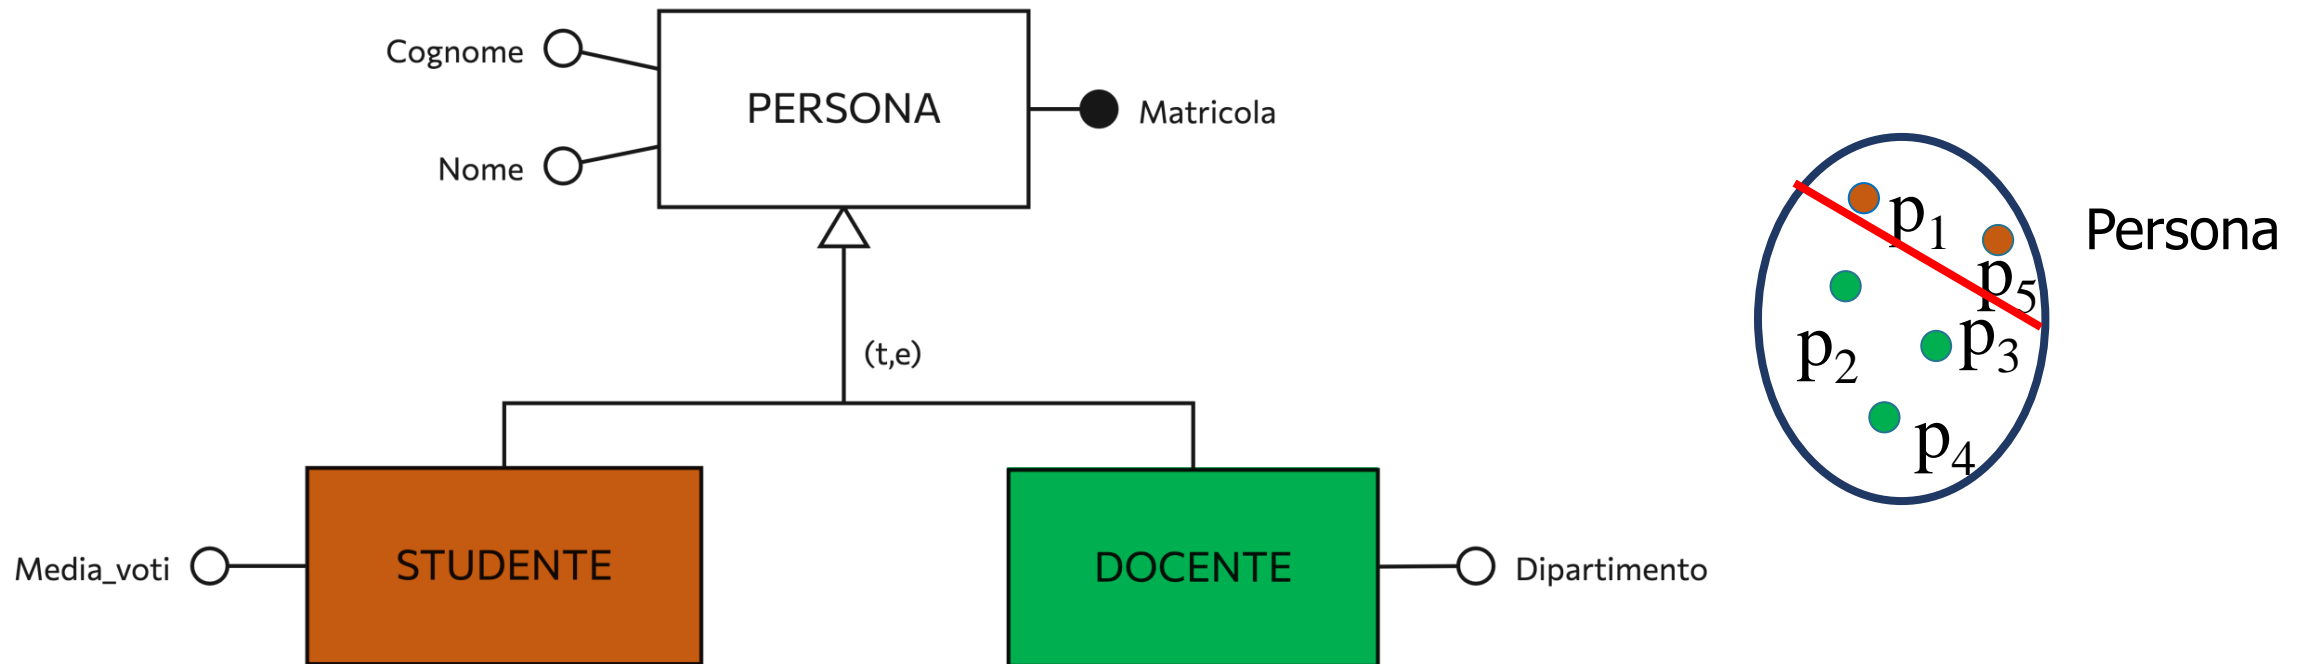 Cognome
PERSONA
Matricola
Nome
(t,e)
STUDENTE
DOCENTE
Media_voti
Dipartimento
Persona
p1
p5
p2
p3
p4